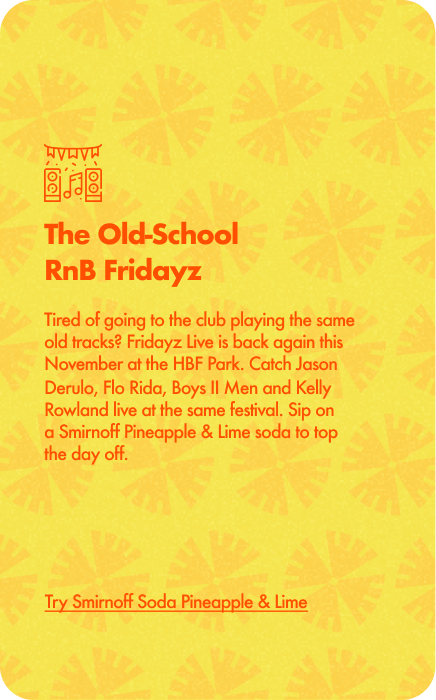 The Old-School
RnB Fridayz
Tired of going to the club playing the same
old tracks? Fridayz Live is back again this
November at the HBF Park. Catch Jason
Derulo, Flo Rida, Boys II Men and Kelly
Rowland live at the same festival. Sip on
a Smirnoff Pineapple & Lime soda to top
the day off.
Try Smirnoff Soda Pineapple & Lime